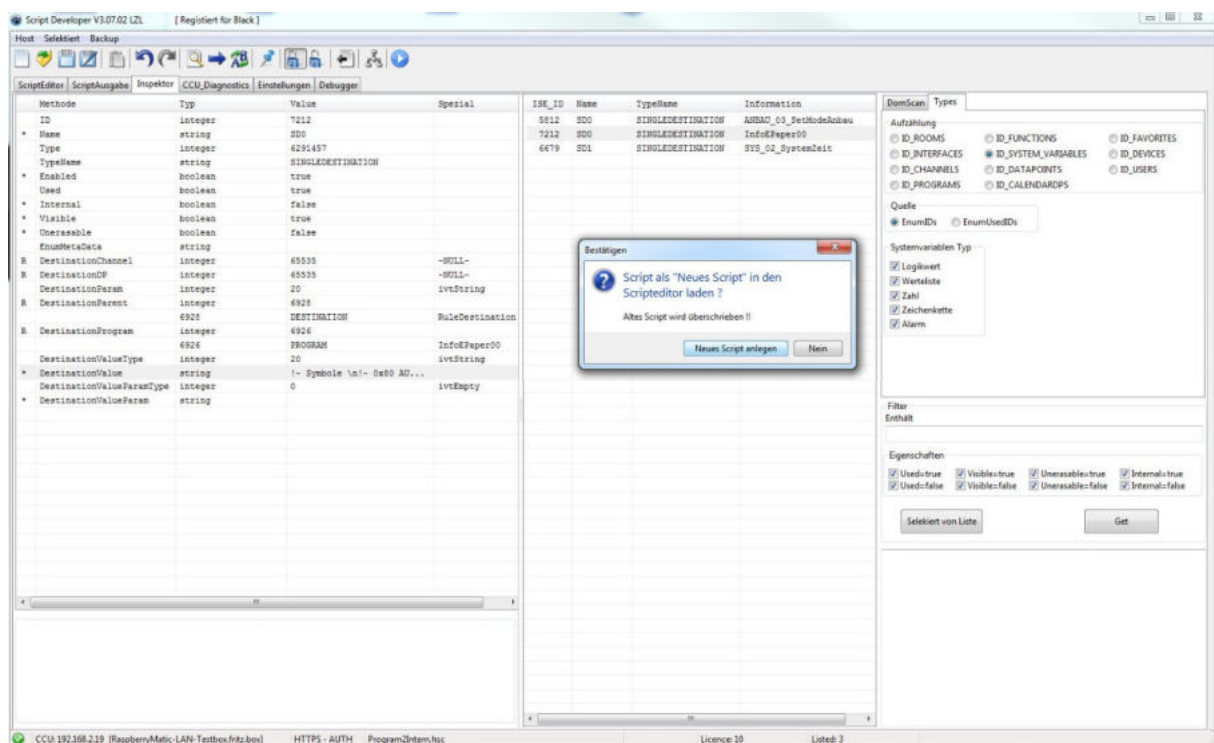 Script Developer V3.07.02 LZL [ Registiert für Black ]
Host Selektiert Backup
ScriptEditor ScriptAusgabe Inspektor CCU_Diagnostics Einstellungen Debugger
Methode Typ Value Spezial
ID integer 7212
* Name string SD0
Type integer 6291457
TypeName string SINGLEDESTINATION
* Enabled boolean true
Used boolean true
* Internal boolean false
* Visible boolean true
* Unerasable boolean false
EnumMetaData string
R DestinationChannel integer 65535 -NULL-
R DestinationDP integer 65535 -NULL-
DestinationParam integer 20 ivtString
R DestinationParent integer 6928
6928 DESTINATION RuleDestination
R DestinationProgram integer 6926
6926 PROGRAM InfoEPaper00
DestinationValueType integer 20 ivtString
* DestinationValue string !- Symbole \n!- 0x80 AU...
DestinationValueParamType integer 0 ivtEmpty
* DestinationValueParam string
ISE_ID Name TypeName Information
5812 SD0 SINGLEDESTINATION ANBAU_03_SetModeAnbau
7212 SD0 SINGLEDESTINATION InfoEPaper00
6679 SD1 SINGLEDESTINATION SYS_02_SystemZeit
Bestätigen
Script als "Neues Script" in den
Scripteditor laden ?
Altes Script wird überschrieben !!
Neues Script anlegen Nein
DomScan Types
Aufzählung
ID_ROOMS ID_FUNCTIONS ID_FAVORITES
ID_INTERFACES ID_SYSTEM_VARIABLES ID_DEVICES
ID_CHANNELS ID_DATAPOINTS ID_USERS
ID_PROGRAMS ID_CALENDARDPS
Quelle
EnumIDs EnumUsedIDs
Systemvariablen Typ
Logikwert
Werteliste
Zahl
Zeichenkette
Alarm
Filter
Enthält
Eigenschaften
Used=true Visible=true Unerasable=true Internal=true
Used=false Visible=false Unerasable=false Internal=false
Selekiert von Liste Get
CCU: 192.168.2.19 [RaspberryMatic-LAN-Testbox.fritz.box] HTTPS - AUTH Program2Intern.hsc Licence: 10 Listed: 3